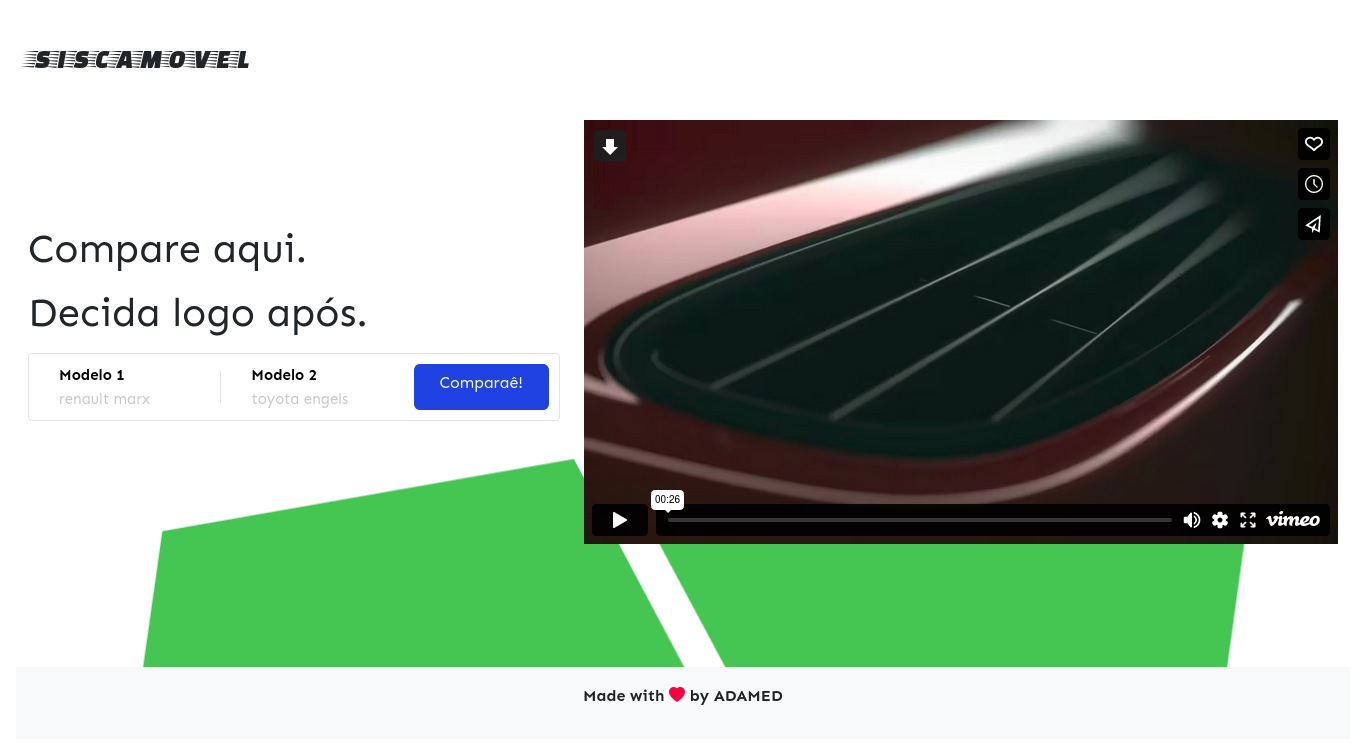 SISCAMOVEL
Compare aqui.
Decida logo após.
Modelo 1
renault marx
Modelo 2
toyota engels
Comparaê!
00:26
vimeo
Made with by ADAMED